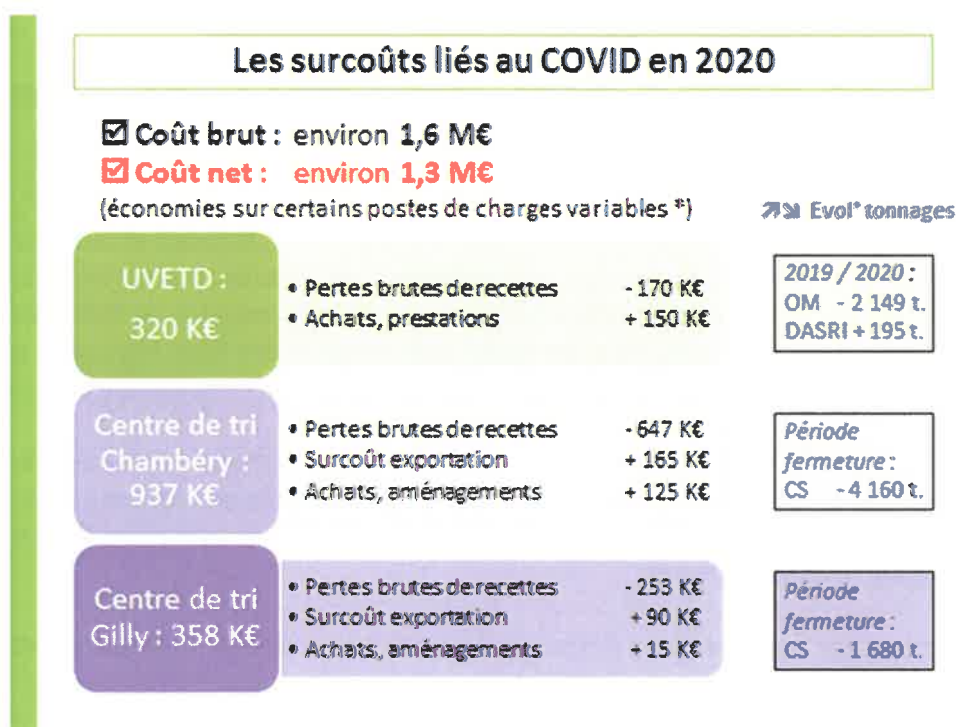 Les surcoûts liés au COVID en 2020
☑ Coût brut : environ 1,6 M€
☑ Coût net : environ 1,3 M€
(économies sur certains postes de charges variables *)
↗↘ Evol° tonnages
UVETD :
320 K€
• Pertes brutes de recettes - 170 K€
• Achats, prestations + 150 K€
2019 / 2020 :
OM - 2 149 t.
DASRI + 195 t.
Centre de tri
Chambéry :
937 K€
• Pertes brutes de recettes - 647 K€
• Surcoût exportation + 165 K€
• Achats, aménagements + 125 K€
Période
fermeture :
CS - 4 160 t.
Centre de tri
Gilly : 358 K€
• Pertes brutes de recettes - 253 K€
• Surcoût exportation + 90 K€
• Achats, aménagements + 15 K€
Période
fermeture :
CS - 1 680 t.